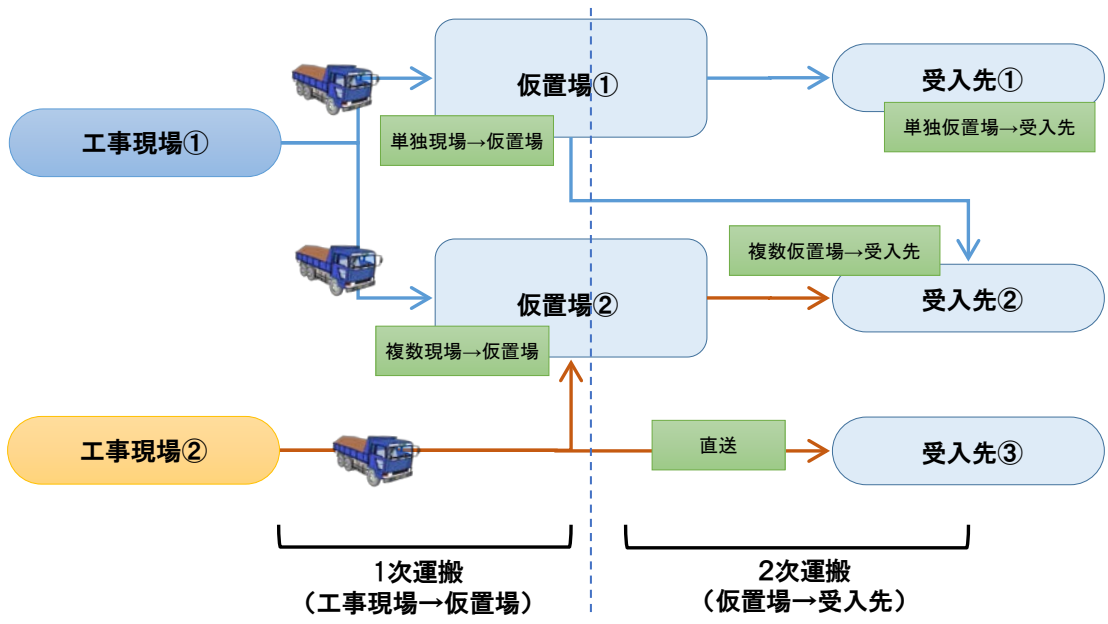 仮置場①
受入先①
単独現場→仮置場
単独仮置場→受入先
工事現場①
複数仮置場→受入先
仮置場②
受入先②
複数現場→仮置場
工事現場②
直送
受入先③
1次運搬
（工事現場→仮置場）
2次運搬
（仮置場→受入先）